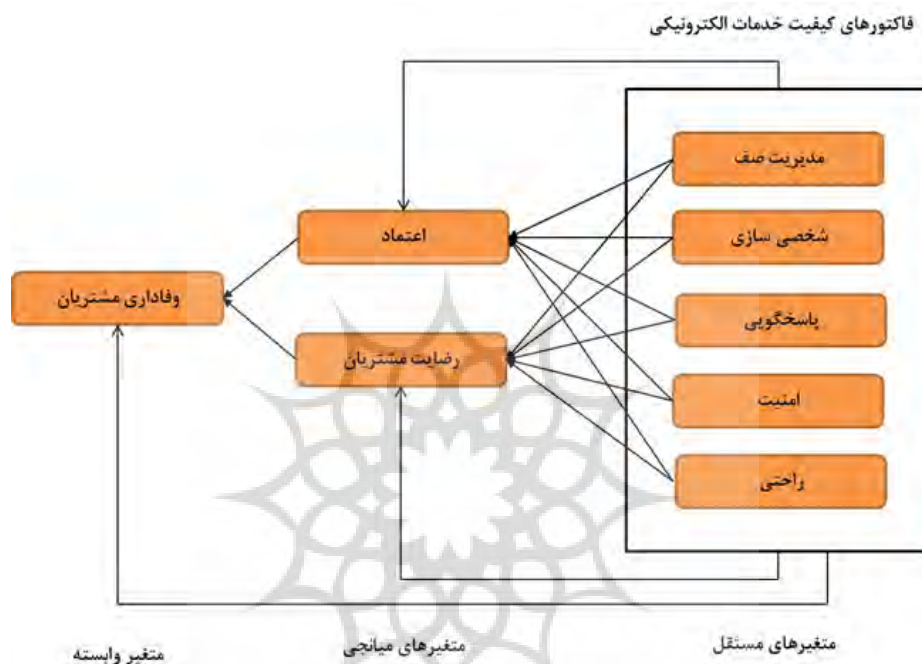 فاکتورهای کیفیت خدمات الکترونیکی
مدیریت صف
شخصی سازی
پاسخگویی
امنیت
راحتی
اعتماد
رضایت مشتریان
وفاداری مشتریان
متغیرهای مستقل
متغیرهای میانجی
متغیر وابسته